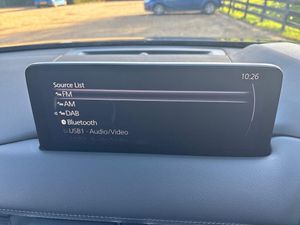 10:26
Source List
FM
AM
DAB
Bluetooth
USB1 - Audio/Video